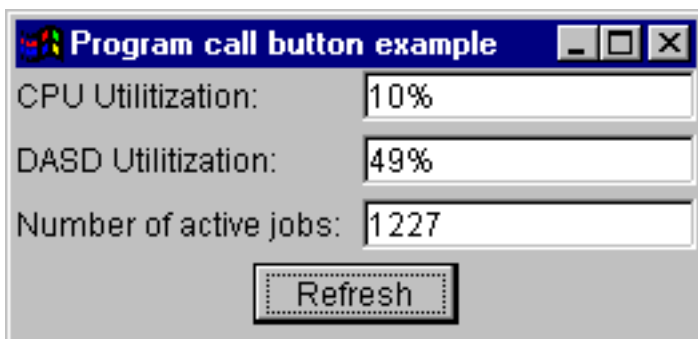 Program call button example
CPU Utilitization: 10%
DASD Utilitization: 49%
Number of active jobs: 1227
Refresh